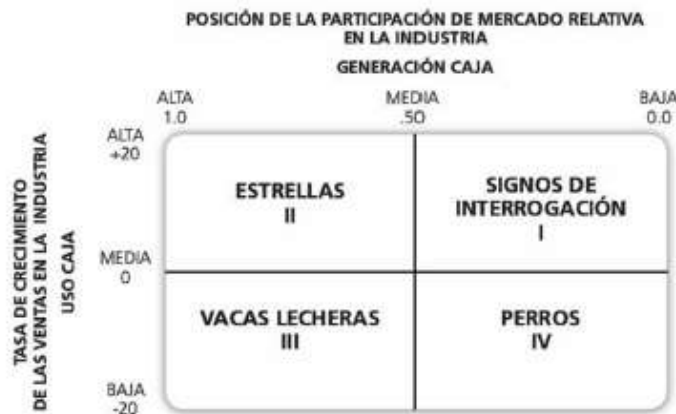 POSICIÓN DE LA PARTICIPACIÓN DE MERCADO RELATIVA
EN LA INDUSTRIA
GENERACIÓN CAJA
ALTA
1.0
MEDIA
.50
BAJA
0.0
TASA DE CRECIMIENTO
DE LAS VENTAS EN LA INDUSTRIA
USO CAJA
ALTA
+20
MEDIA
0
BAJA
-20
ESTRELLAS
II
SIGNOS DE
INTERROGACIÓN
I
VACAS LECHERAS
III
PERROS
IV